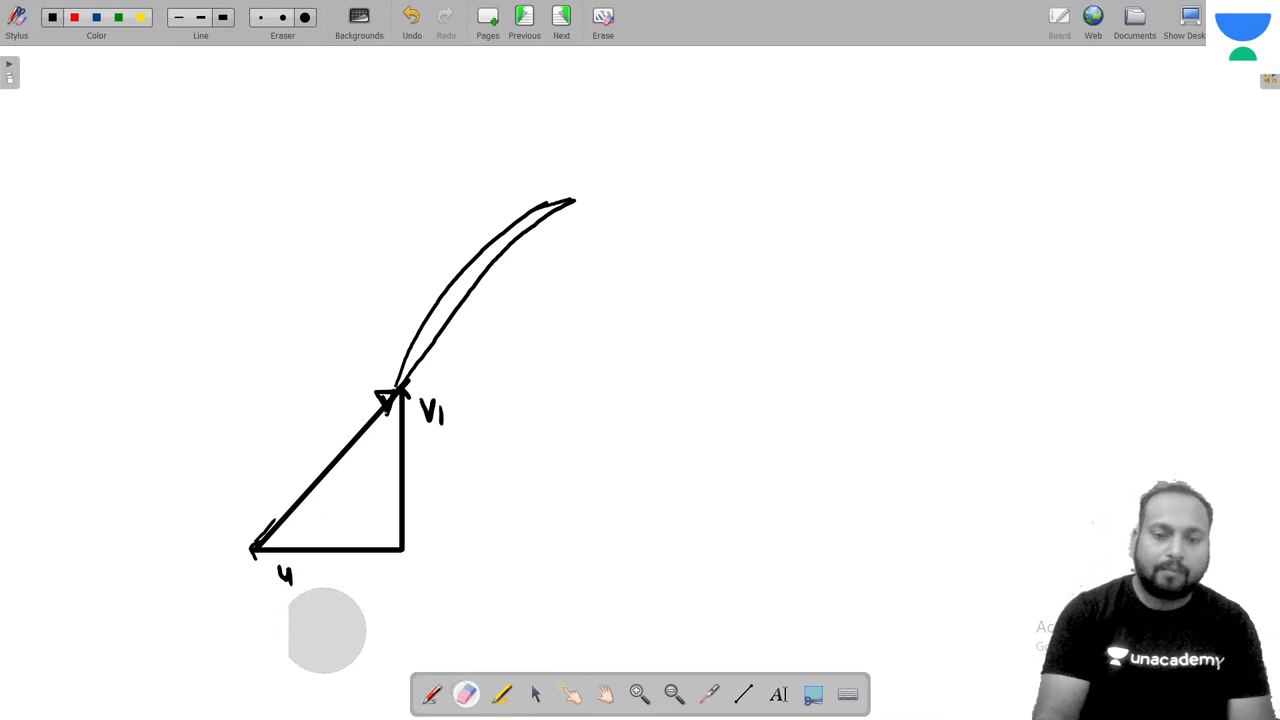 Stylus Color Line Eraser Backgrounds Undo Redo Pages Previous Next Erase Board Web Documents Show Desk
V1
u
unacademy